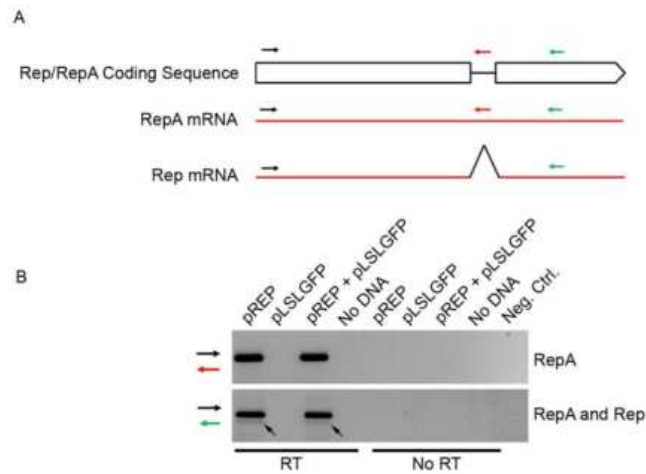 A
Rep/RepA Coding Sequence
RepA mRNA
Rep mRNA
B
pREP
pLSLGFP
pREP + pLSLGFP
No DNA
pREP
pLSLGFP
pREP + pLSLGFP
No DNA
Neg. Ctrl.
RepA
RepA and Rep
RT
No RT